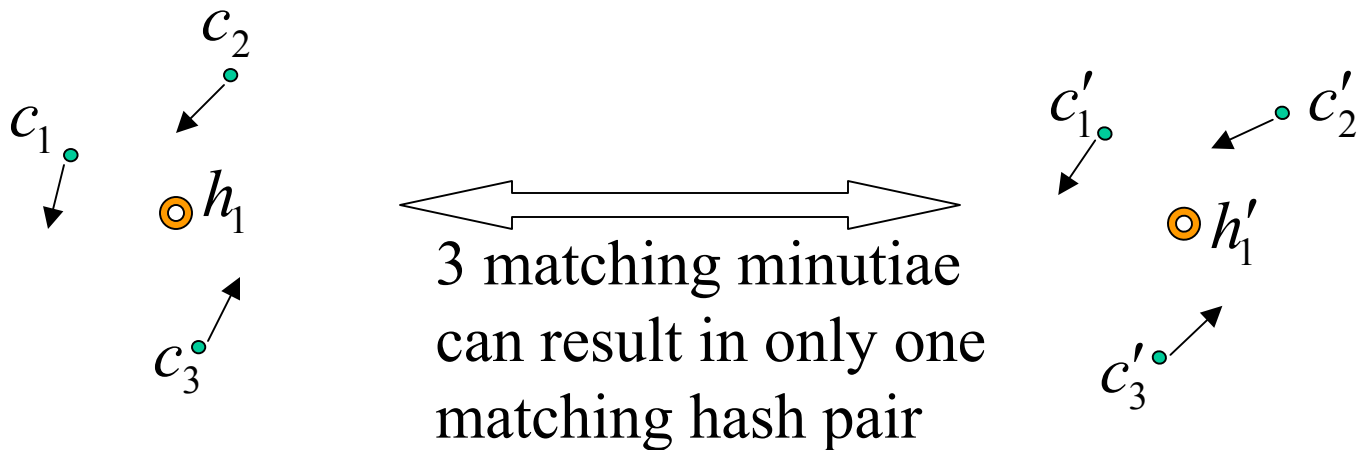 c₂
c₁
h₁
c₃
3 matching minutiae
can result in only one
matching hash pair
c′₁
c′₂
h′₁
c′₃